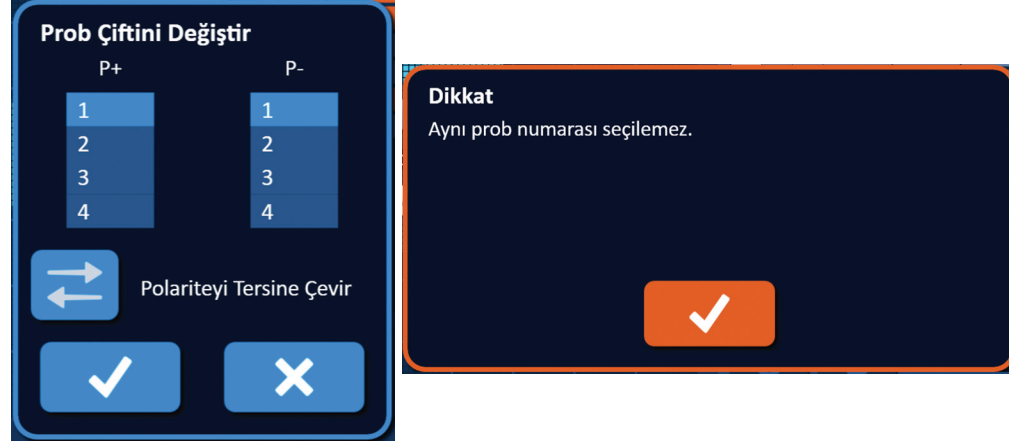 Prob Çiftini Değiştir
P+ P-
1 1
2 2
3 3
4 4
Polariteyi Tersine Çevir
Dikkat
Aynı prob numarası seçilemez.